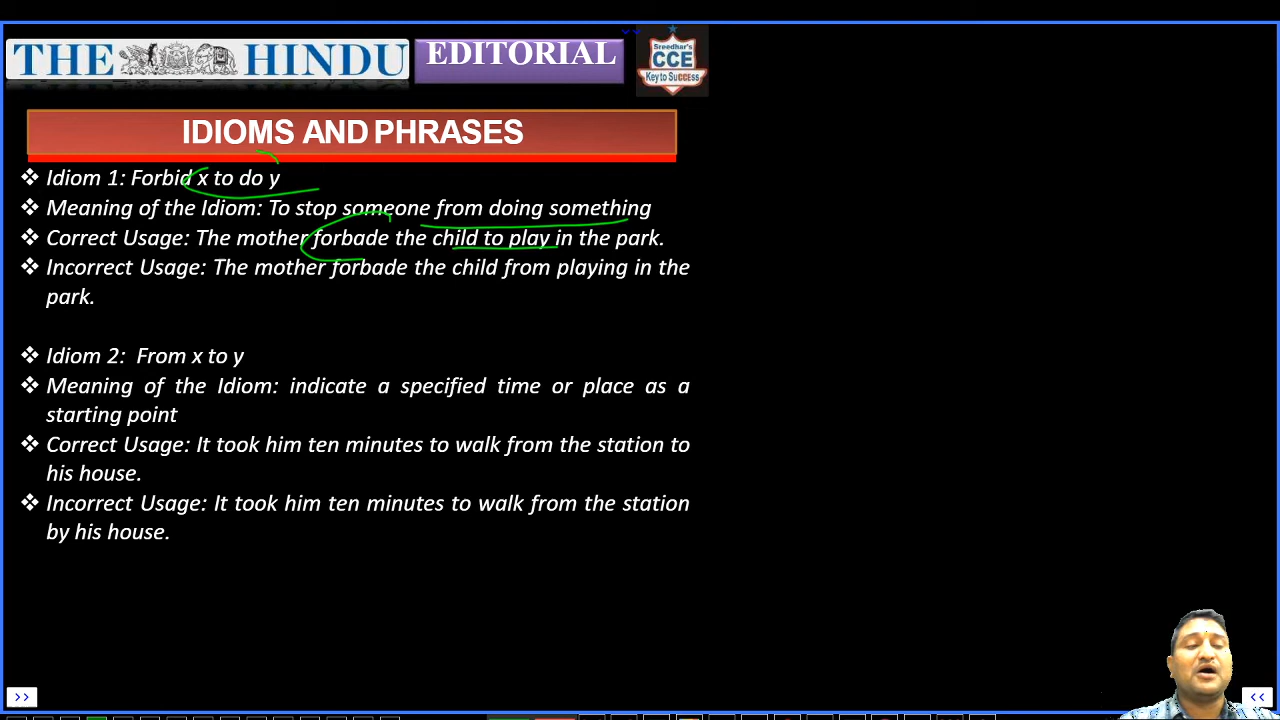 THE HINDU EDITORIAL
Sreedhar's
CCE
Key to SuCCEss
IDIOMS AND PHRASES
❖ Idiom 1: Forbid x to do y
❖ Meaning of the Idiom: To stop someone from doing something
❖ Correct Usage: The mother forbade the child to play in the park.
❖ Incorrect Usage: The mother forbade the child from playing in the
park.
❖ Idiom 2: From x to y
❖ Meaning of the Idiom: indicate a specified time or place as a
starting point
❖ Correct Usage: It took him ten minutes to walk from the station to
his house.
❖ Incorrect Usage: It took him ten minutes to walk from the station
by his house.
>> <<